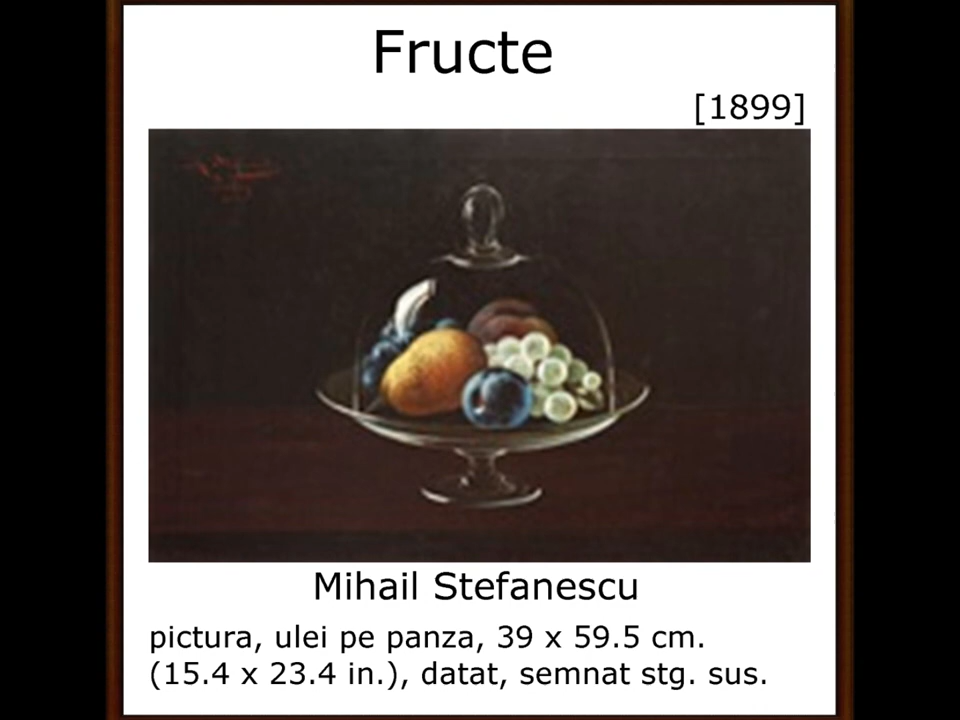 Fructe
[1899]
Mihail Stefanescu
pictura, ulei pe panza, 39 x 59.5 cm.
(15.4 x 23.4 in.), datat, semnat stg. sus.